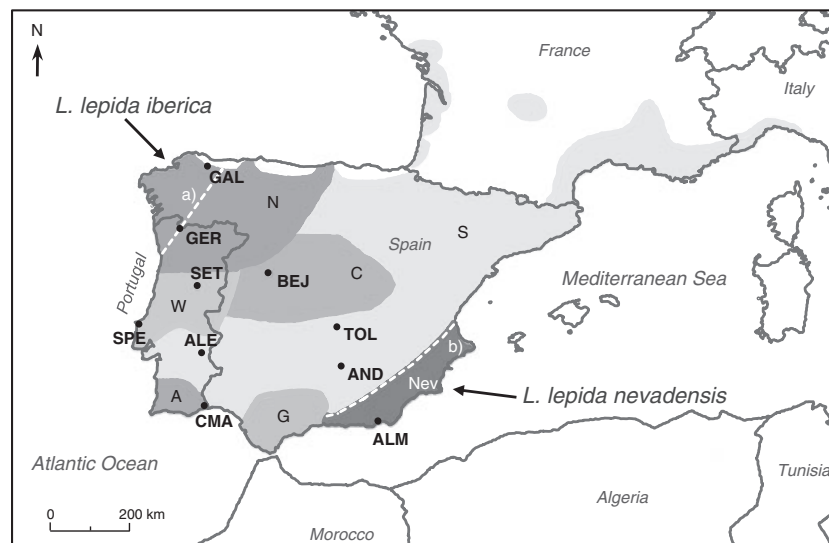 N
France
Italy
L. lepida iberica
GAL
a)
N
GER
Spain
S
Portugal
SET
BEJ
C
Mediterranean Sea
W
SPE
ALE
TOL
b)
AND
Nev
A
CMA
G
ALM
L. lepida nevadensis
Atlantic Ocean
Tunisia
0 200 km
Algeria
Morocco